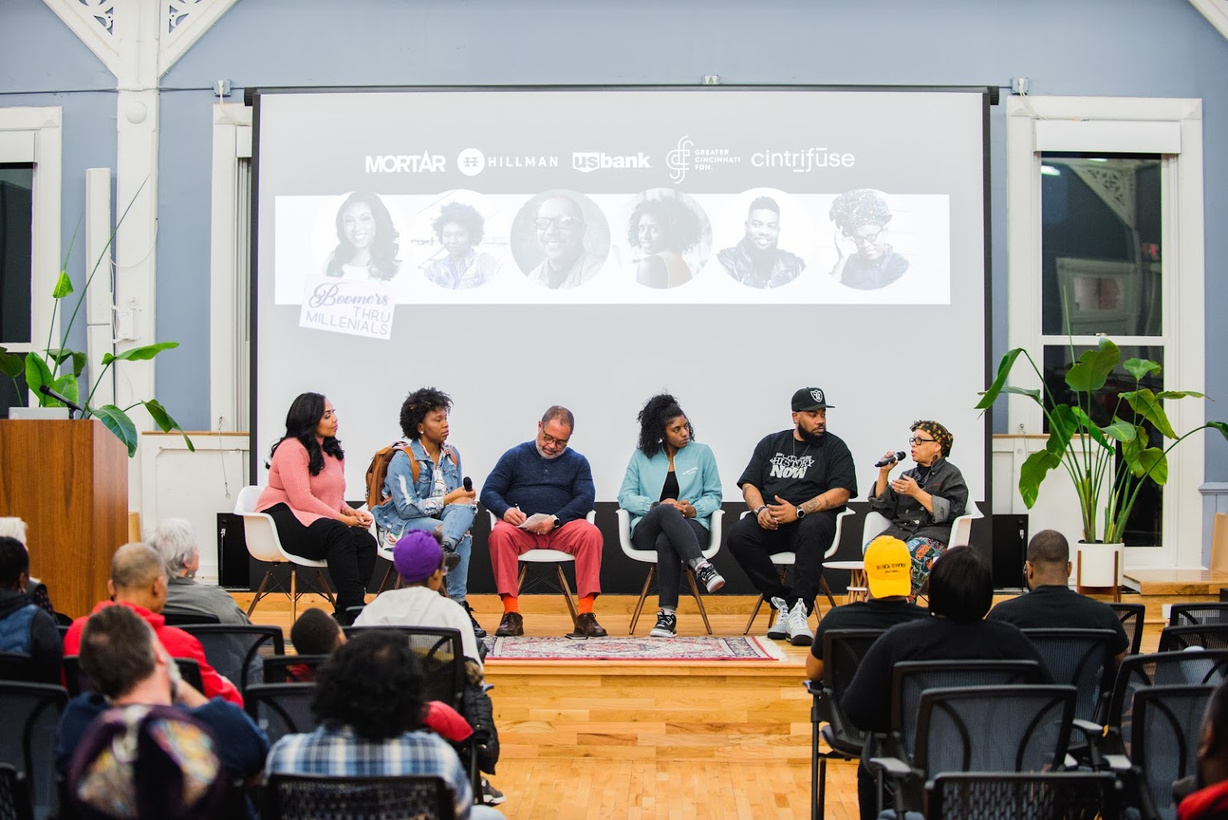 MORTAR
HILLMAN
usbank
GREATER
CINCINNATI
FDN.
cintrifuse
Boomers
THRU
MILLENIALS
HISTORY
NOW